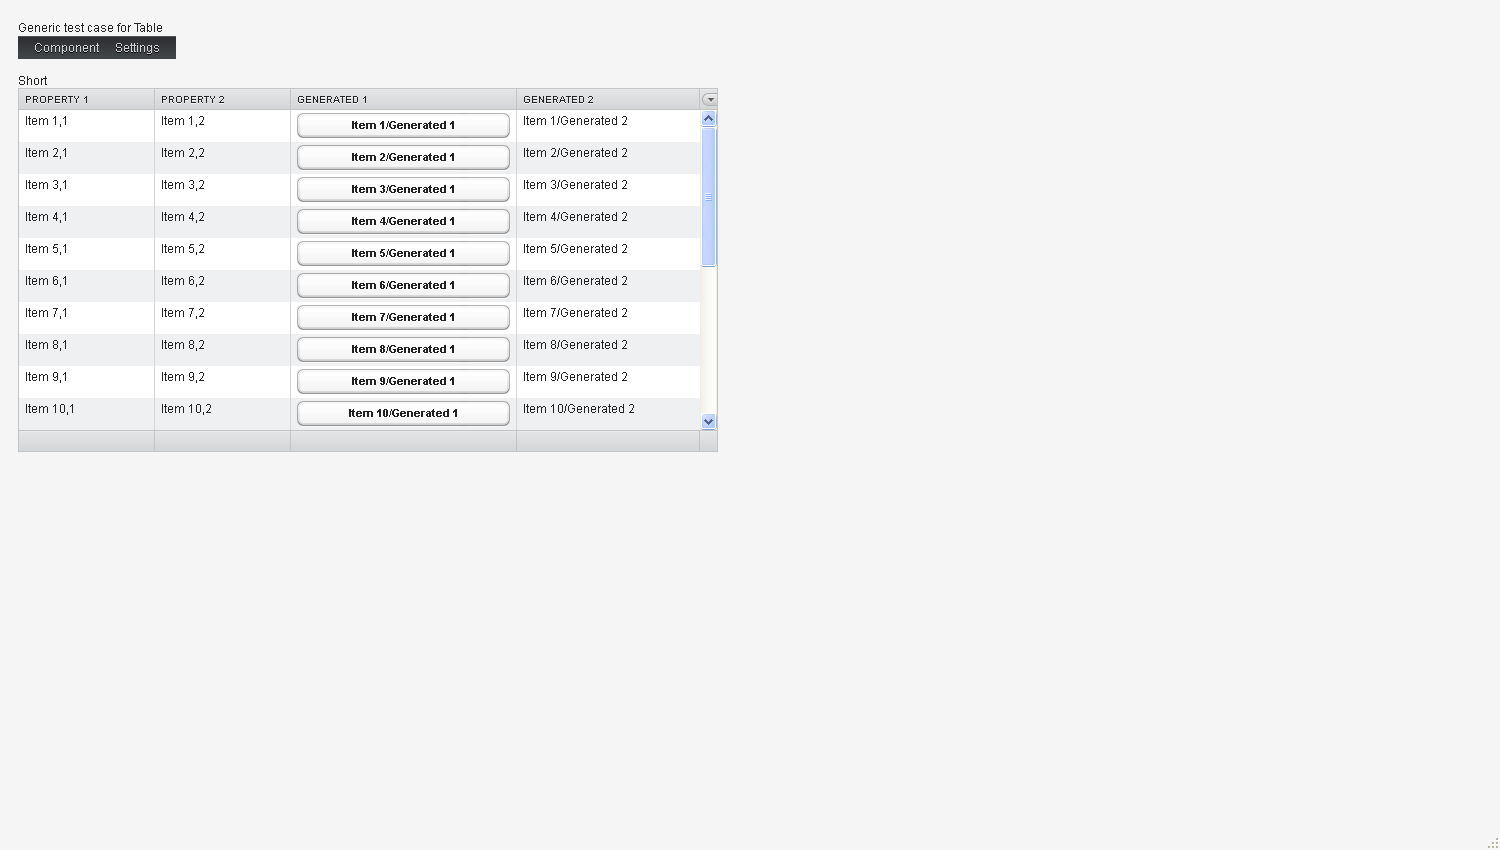 Generic test case for Table
Component Settings
Short
PROPERTY 1 PROPERTY 2 GENERATED 1 GENERATED 2
Item 1,1 Item 1,2 Item 1/Generated 1 Item 1/Generated 2
Item 2,1 Item 2,2 Item 2/Generated 1 Item 2/Generated 2
Item 3,1 Item 3,2 Item 3/Generated 1 Item 3/Generated 2
Item 4,1 Item 4,2 Item 4/Generated 1 Item 4/Generated 2
Item 5,1 Item 5,2 Item 5/Generated 1 Item 5/Generated 2
Item 6,1 Item 6,2 Item 6/Generated 1 Item 6/Generated 2
Item 7,1 Item 7,2 Item 7/Generated 1 Item 7/Generated 2
Item 8,1 Item 8,2 Item 8/Generated 1 Item 8/Generated 2
Item 9,1 Item 9,2 Item 9/Generated 1 Item 9/Generated 2
Item 10,1 Item 10,2 Item 10/Generated 1 Item 10/Generated 2